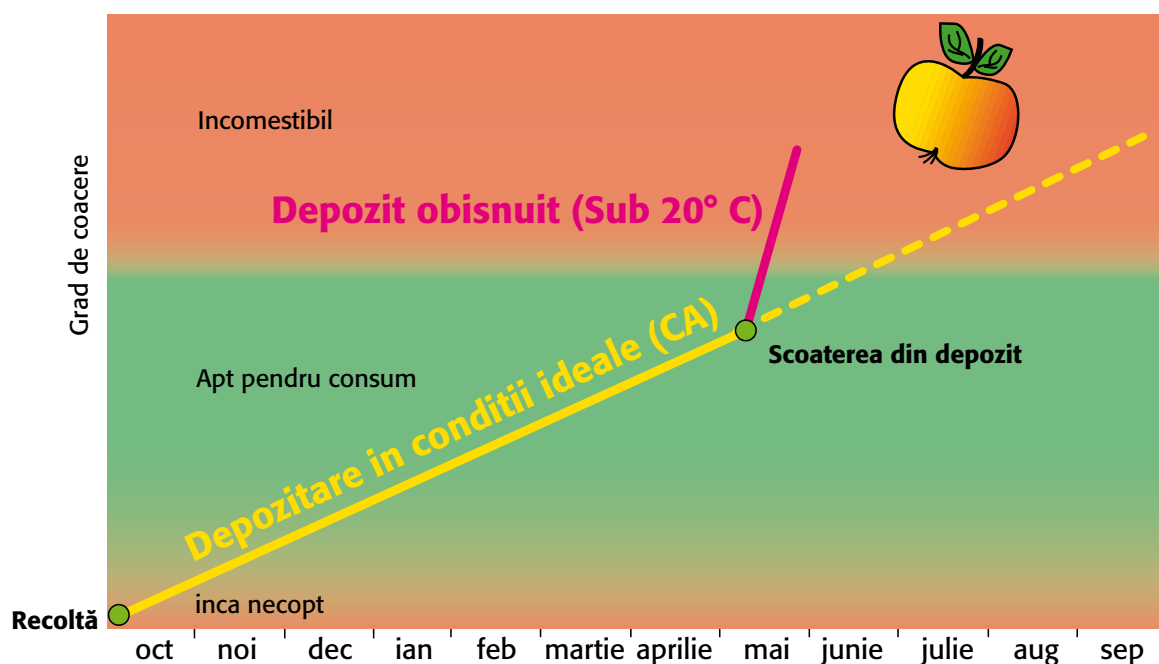 Grad de coacere
Incomestibil
Depozit obisnuit (Sub 20° C)
Depozitare in conditii ideale (CA)
Scoaterea din depozit
Apt pendru consum
inca necopt
Recoltă
oct noi dec ian feb martie aprilie mai junie julie aug sep